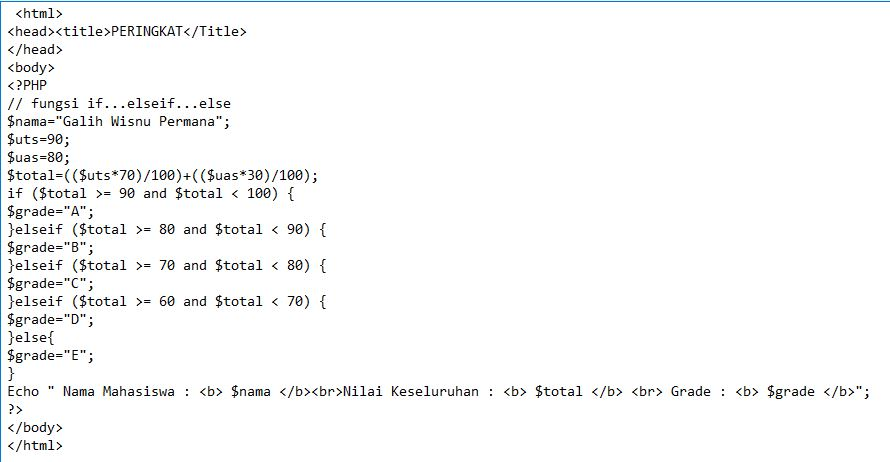 <html>
<head><title>PERINGKAT</Title>
</head>
<body>
<?PHP
// fungsi if...elseif...else
$nama="Galih Wisnu Permana";
$uts=90;
$uas=80;
$total=(($uts*70)/100)+(($uas*30)/100);
if ($total >= 90 and $total < 100) {
$grade="A";
}elseif ($total >= 80 and $total < 90) {
$grade="B";
}elseif ($total >= 70 and $total < 80) {
$grade="C";
}elseif ($total >= 60 and $total < 70) {
$grade="D";
}else{
$grade="E";
}
Echo " Nama Mahasiswa : <b> $nama </b><br>Nilai Keseluruhan : <b> $total </b> <br> Grade : <b> $grade </b>";
?>
</body>
</html>